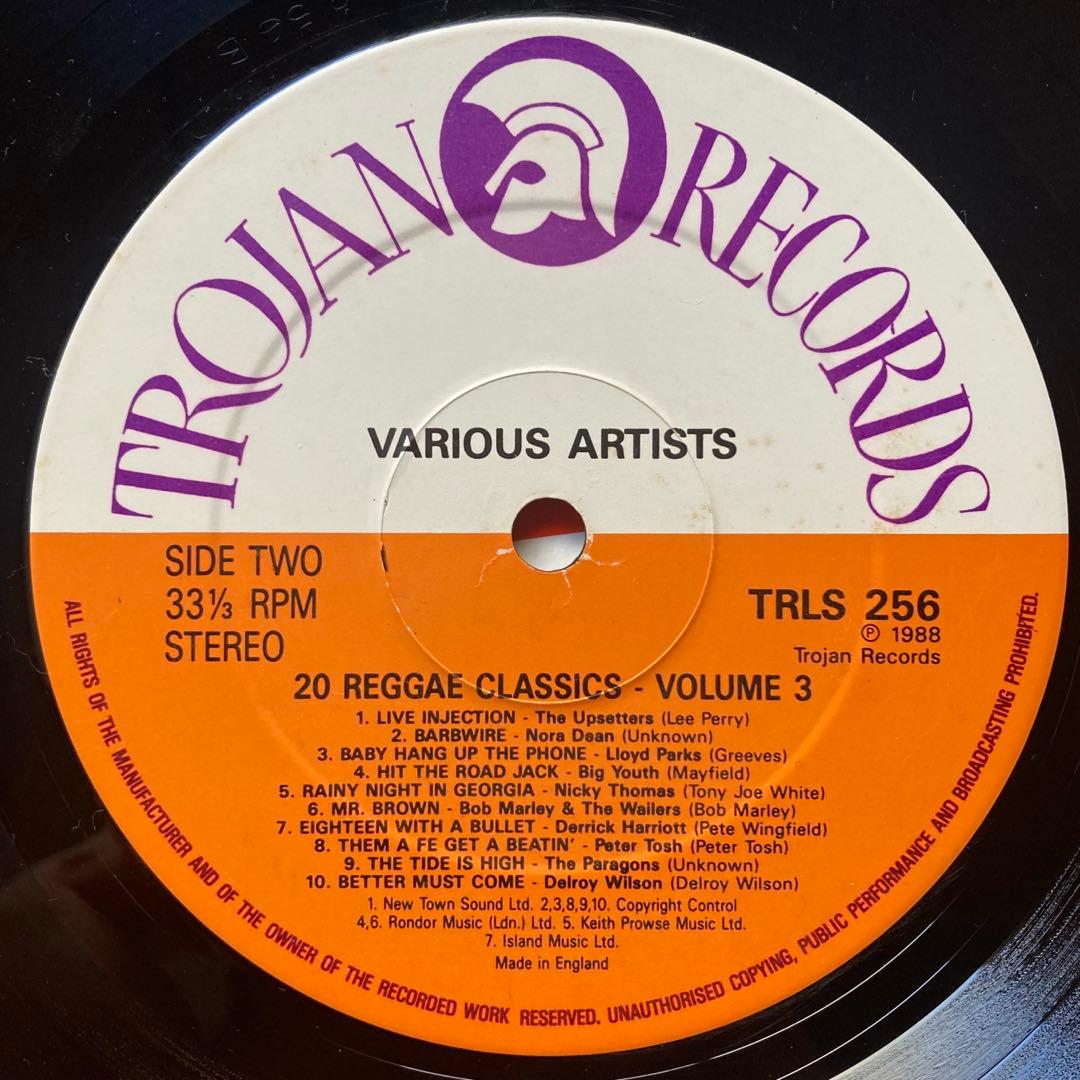 TROJAN RECORDS
VARIOUS ARTISTS
SIDE TWO
33⅓ RPM
STEREO
TRLS 256
℗ 1988
Trojan Records
20 REGGAE CLASSICS - VOLUME 3
1. LIVE INJECTION - The Upsetters (Lee Perry)
2. BARBWIRE - Nora Dean (Unknown)
3. BABY HANG UP THE PHONE - Lloyd Parks (Greeves)
4. HIT THE ROAD JACK - Big Youth (Mayfield)
5. RAINY NIGHT IN GEORGIA - Nicky Thomas (Tony Joe White)
6. MR. BROWN - Bob Marley & The Wailers (Bob Marley)
7. EIGHTEEN WITH A BULLET - Derrick Harriott (Pete Wingfield)
8. THEM A FE GET A BEATIN' - Peter Tosh (Peter Tosh)
9. THE TIDE IS HIGH - The Paragons (Unknown)
10. BETTER MUST COME - Delroy Wilson (Delroy Wilson)
1. New Town Sound Ltd. 2,3,8,9,10. Copyright Control
4,6. Rondor Music (Ldn.) Ltd. 5. Keith Prowse Music Ltd.
7. Island Music Ltd.
Made in England
ALL RIGHTS OF THE MANUFACTURER AND OF THE OWNER OF THE RECORDED WORK RESERVED. UNAUTHORISED COPYING, PUBLIC PERFORMANCE AND BROADCASTING PROHIBITED.